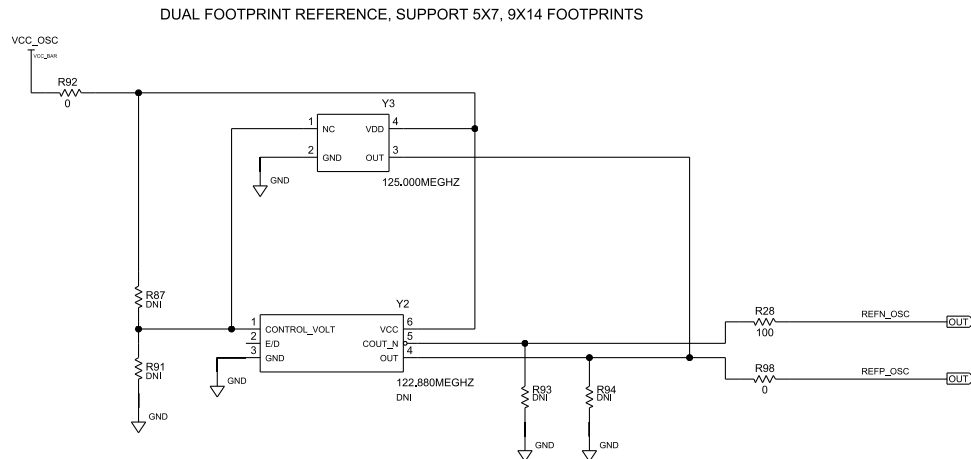 DUAL FOOTPRINT REFERENCE, SUPPORT 5X7, 9X14 FOOTPRINTS
VCC_OSC
VCC_BAR
R92
0
Y3
1 NC VDD 4
2 GND OUT 3
GND
125.000MEGHZ
R87
DNI
Y2
1 CONTROL_VOLT VCC 6
2 E/D COUT_N 5
3 GND OUT 4
R28
100
REFN_OSC
OUT
R91
DNI
GND
122.880MEGHZ
DNI
R93
DNI
R94
DNI
R98
0
REFP_OSC
OUT
GND
GND
GND